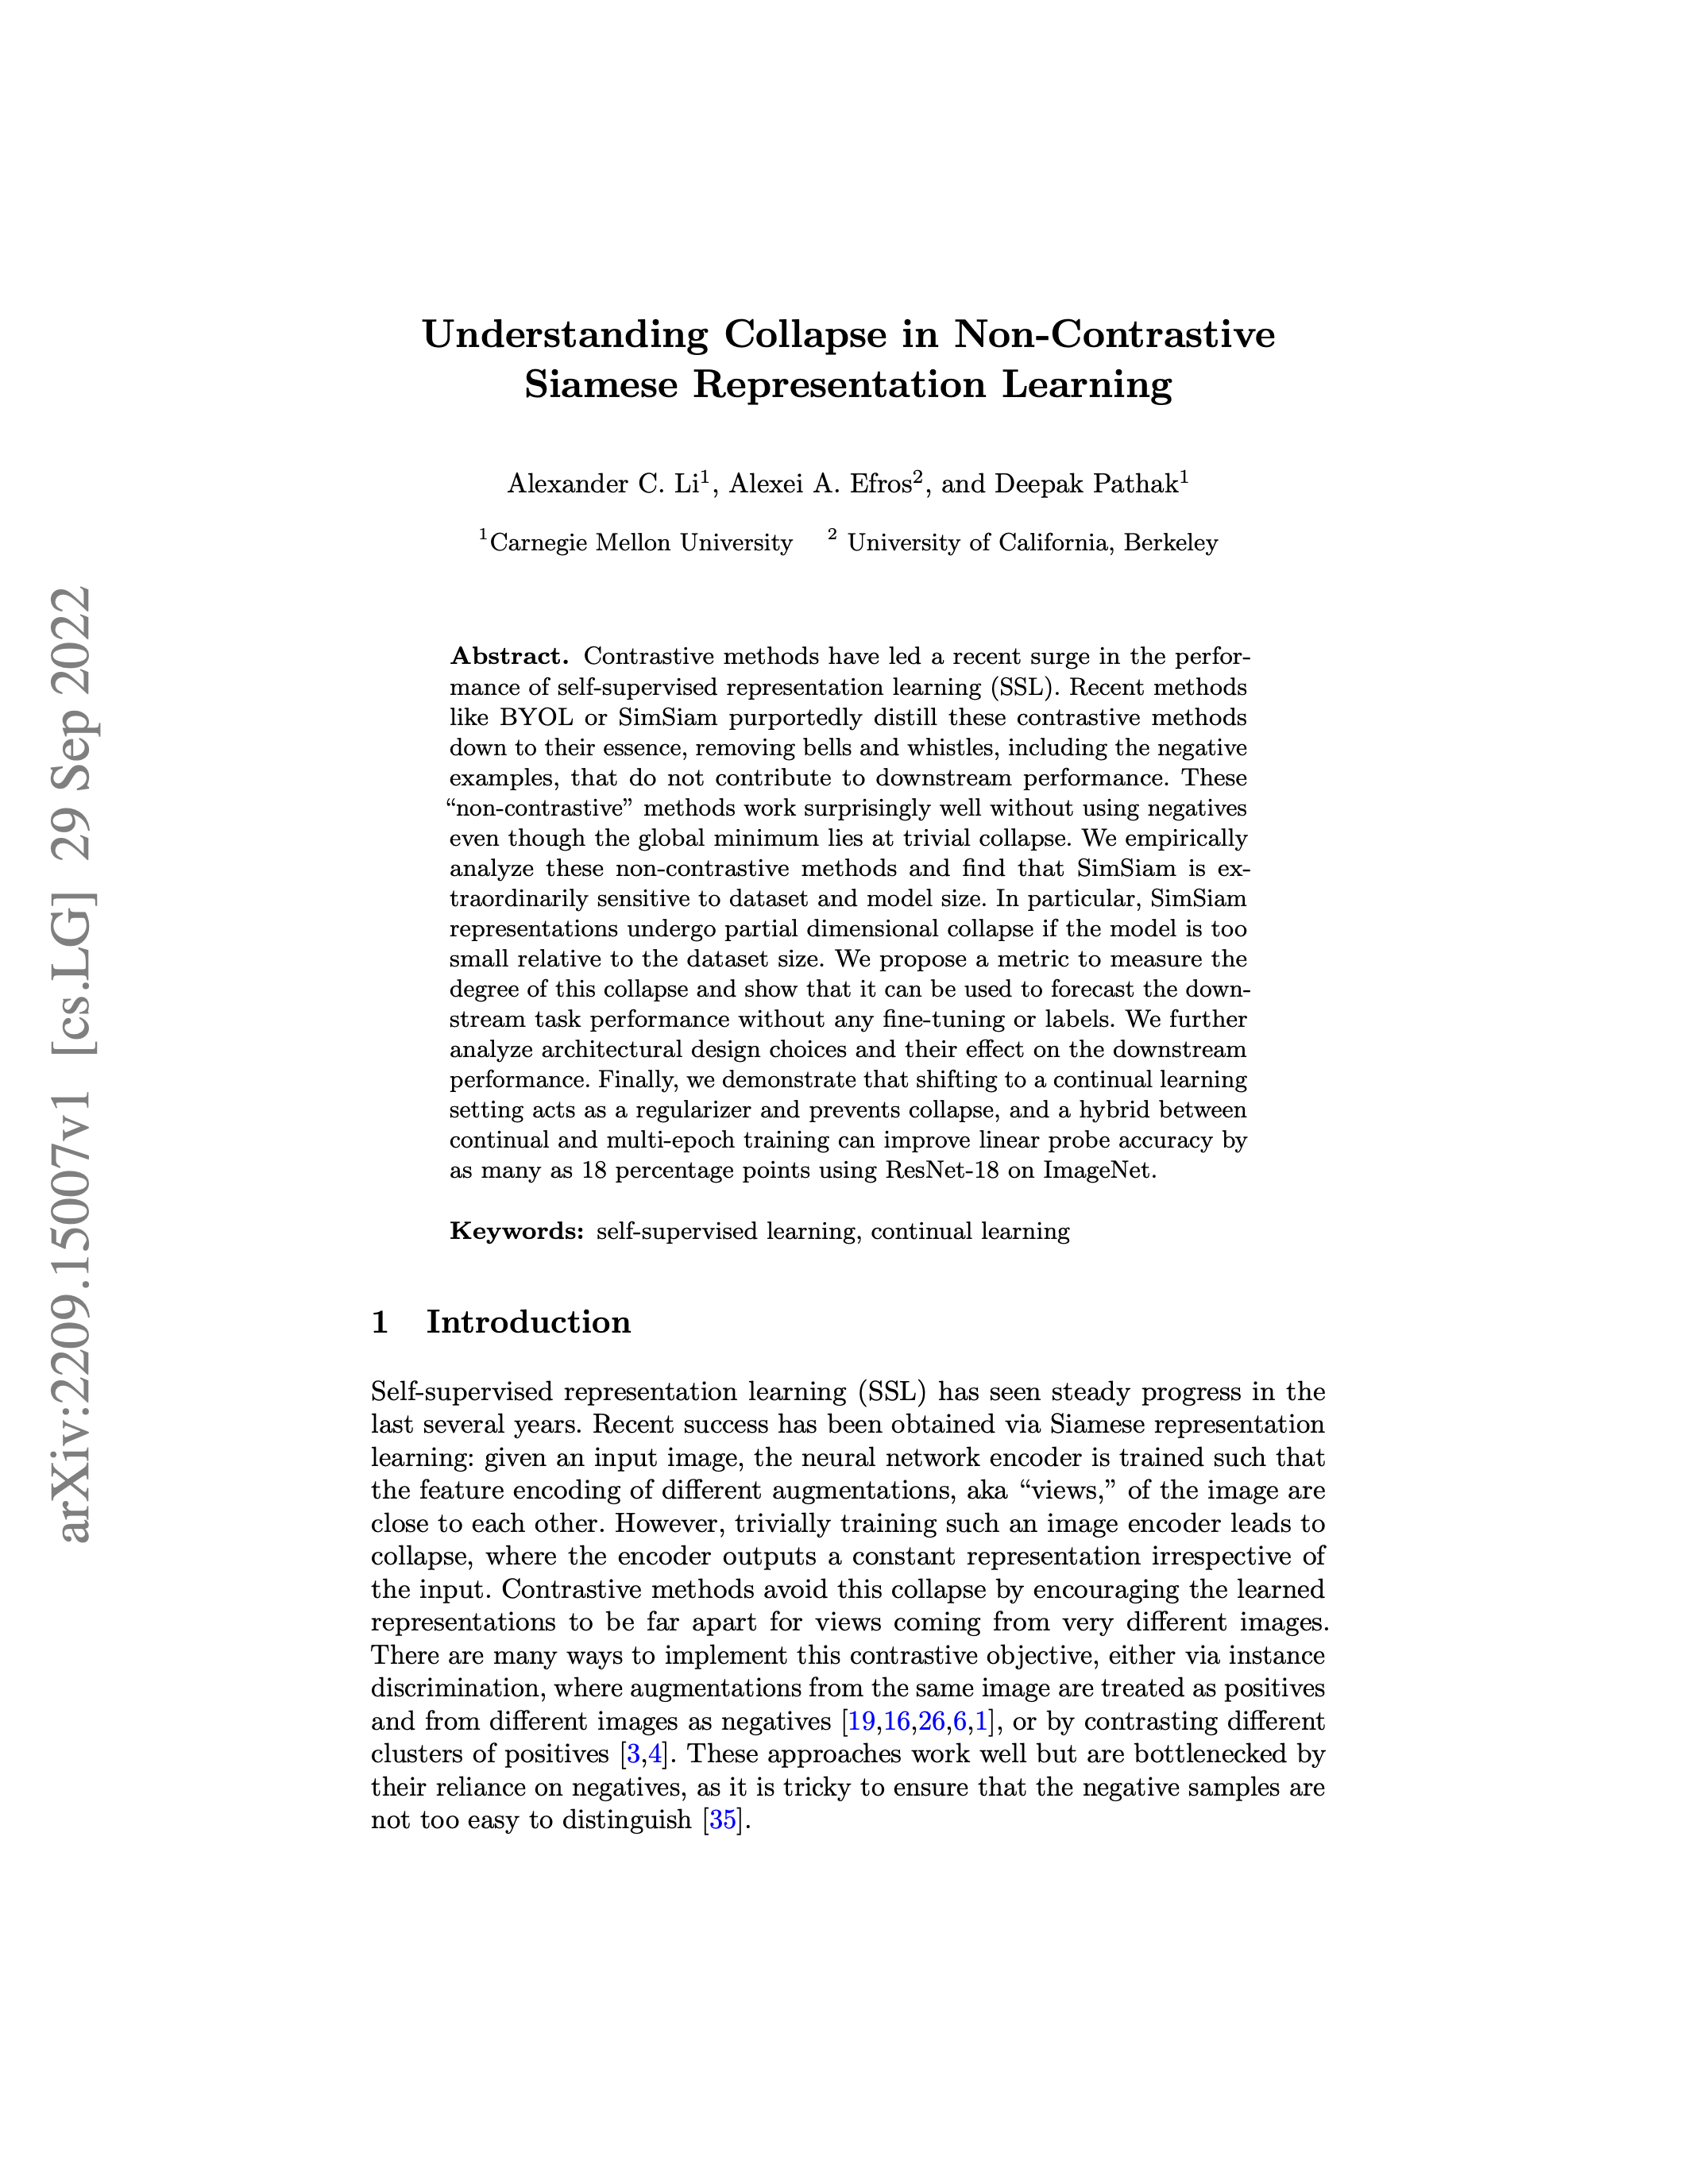 Understanding Collapse in Non-Contrastive
Siamese Representation Learning
Alexander C. Li¹, Alexei A. Efros², and Deepak Pathak¹
¹Carnegie Mellon University ² University of California, Berkeley
Abstract. Contrastive methods have led a recent surge in the perfor-
mance of self-supervised representation learning (SSL). Recent methods
like BYOL or SimSiam purportedly distill these contrastive methods
down to their essence, removing bells and whistles, including the negative
examples, that do not contribute to downstream performance. These
“non-contrastive” methods work surprisingly well without using negatives
even though the global minimum lies at trivial collapse. We empirically
analyze these non-contrastive methods and find that SimSiam is ex-
traordinarily sensitive to dataset and model size. In particular, SimSiam
representations undergo partial dimensional collapse if the model is too
small relative to the dataset size. We propose a metric to measure the
degree of this collapse and show that it can be used to forecast the down-
stream task performance without any fine-tuning or labels. We further
analyze architectural design choices and their effect on the downstream
performance. Finally, we demonstrate that shifting to a continual learning
setting acts as a regularizer and prevents collapse, and a hybrid between
continual and multi-epoch training can improve linear probe accuracy by
as many as 18 percentage points using ResNet-18 on ImageNet.
Keywords: self-supervised learning, continual learning
1 Introduction
Self-supervised representation learning (SSL) has seen steady progress in the
last several years. Recent success has been obtained via Siamese representation
learning: given an input image, the neural network encoder is trained such that
the feature encoding of different augmentations, aka “views,” of the image are
close to each other. However, trivially training such an image encoder leads to
collapse, where the encoder outputs a constant representation irrespective of
the input. Contrastive methods avoid this collapse by encouraging the learned
representations to be far apart for views coming from very different images.
There are many ways to implement this contrastive objective, either via instance
discrimination, where augmentations from the same image are treated as positives
and from different images as negatives [19,16,26,6,1], or by contrasting different
clusters of positives [3,4]. These approaches work well but are bottlenecked by
their reliance on negatives, as it is tricky to ensure that the negative samples are
not too easy to distinguish [35].
arXiv:2209.15007v1 [cs.LG] 29 Sep 2022